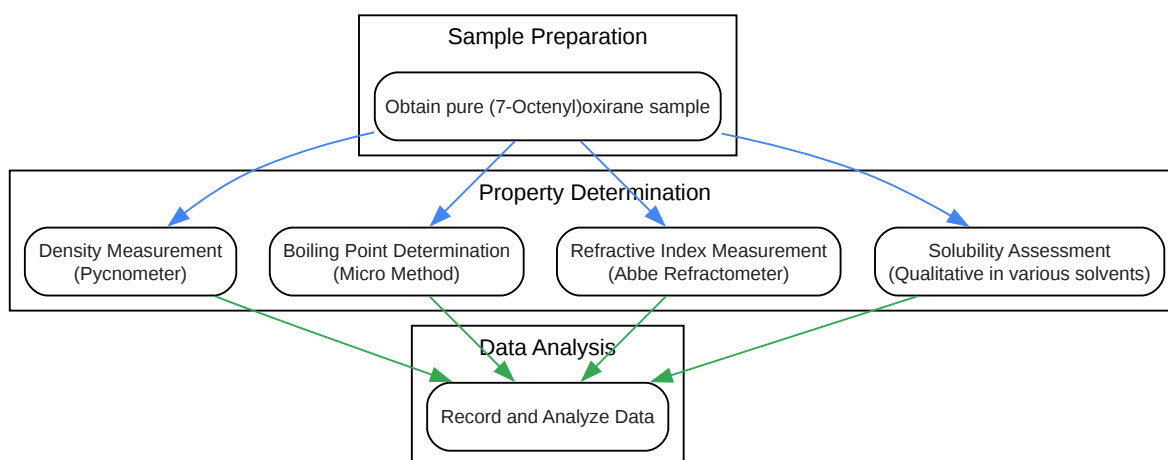 Sample Preparation
Obtain pure (7-Octenyl)oxirane sample
Property Determination
Density Measurement
(Pycnometer)
Boiling Point Determination
(Micro Method)
Refractive Index Measurement
(Abbe Refractometer)
Solubility Assessment
(Qualitative in various solvents)
Data Analysis
Record and Analyze Data